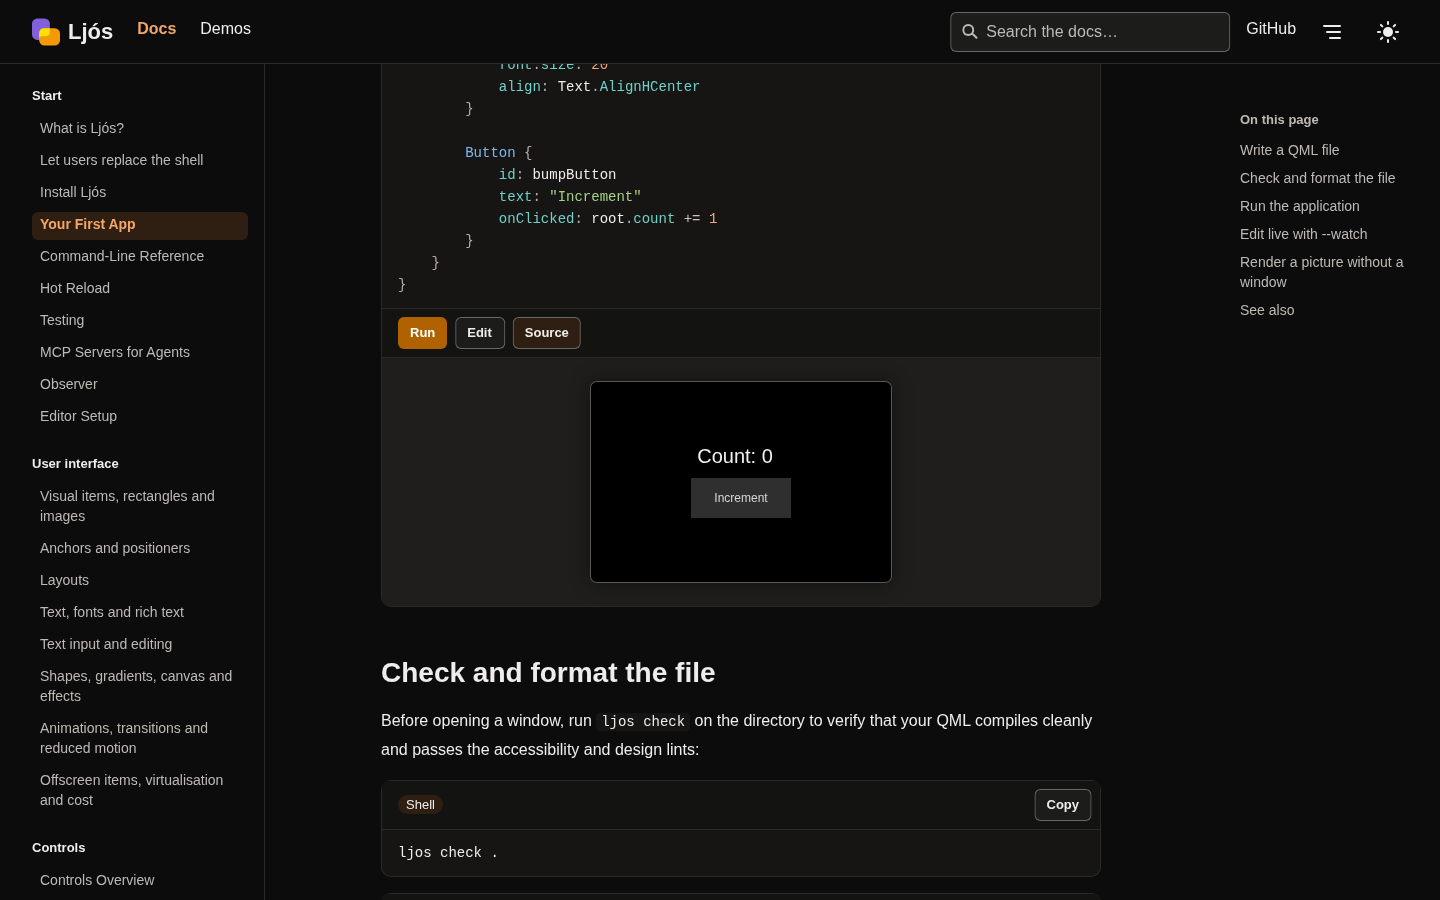 Ljós
Docs
Demos
Search the docs…
GitHub
Start
What is Ljós?
Let users replace the shell
Install Ljós
Your First App
Command-Line Reference
Hot Reload
Testing
MCP Servers for Agents
Observer
Editor Setup
User interface
Visual items, rectangles and
images
Anchors and positioners
Layouts
Text, fonts and rich text
Text input and editing
Shapes, gradients, canvas and
effects
Animations, transitions and
reduced motion
Offscreen items, virtualisation
and cost
Controls
Controls Overview
font.size: 20
align: Text.AlignHCenter
}
Button {
id: bumpButton
text: "Increment"
onClicked: root.count += 1
}
}
}
Run
Edit
Source
Count: 0
Increment
Check and format the file
Before opening a window, run ljos check on the directory to verify that your QML compiles cleanly
and passes the accessibility and design lints:
Shell
Copy
ljos check .
On this page
Write a QML file
Check and format the file
Run the application
Edit live with --watch
Render a picture without a
window
See also